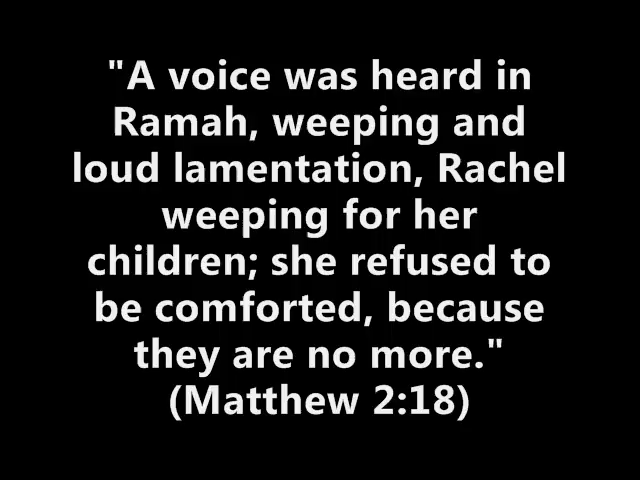 "A voice was heard in
Ramah, weeping and
loud lamentation, Rachel
weeping for her
children; she refused to
be comforted, because
they are no more."
(Matthew 2:18)